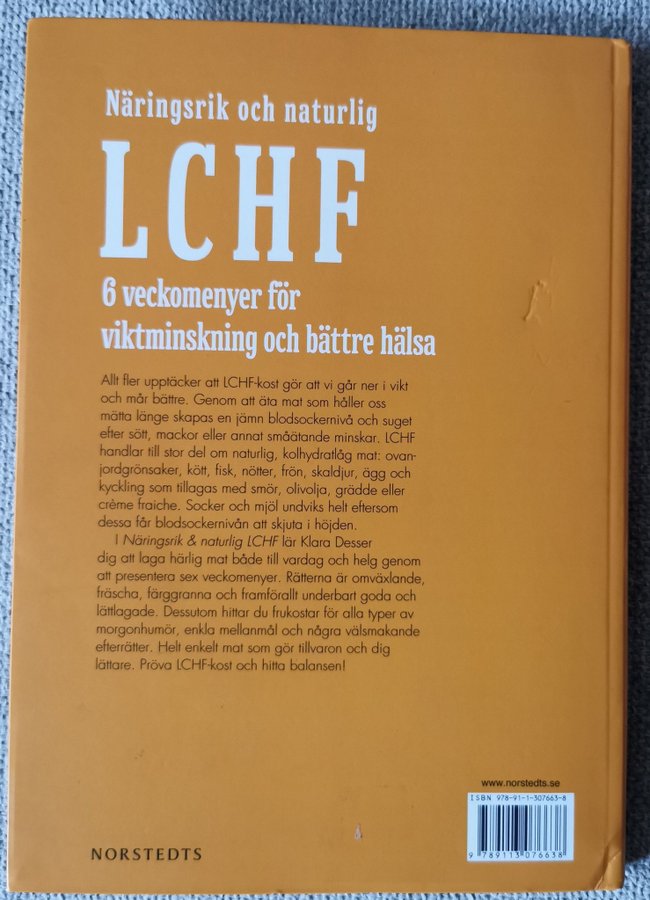 Näringsrik och naturlig
LCHF
6 veckomenyer för
viktminskning och bättre hälsa
Allt fler upptäcker att LCHF-kost gör att vi går ner i vikt
och mår bättre. Genom att äta mat som håller oss
mätta länge skapas en jämn blodsockernivå och suget
efter sött, mackor eller annat småätande minskar. LCHF
handlar till stor del om naturlig, kolhydratlåg mat: ovan-
jordgrönsaker, kött, fisk, nötter, frön, skaldjur, ägg och
kyckling som tillagas med smör, olivolja, grädde eller
crème fraiche. Socker och mjöl undviks helt eftersom
dessa får blodsockernivån att skjuta i höjden.
I Näringsrik & naturlig LCHF lär Klara Desser
dig att laga härlig mat både till vardag och helg genom
att presentera sex veckomenyer. Rätterna är omväxlande,
fräscha, färggranna och framförallt underbart goda och
lättlagade. Dessutom hittar du frukostar för alla typer av
morgonhumör, enkla mellanmål och några välsmakande
efterrätter. Helt enkelt mat som gör tillvaron och dig
lättare. Pröva LCHF-kost och hitta balansen!
www.norstedts.se
ISBN 978-91-1-307663-8
9 789113 076638
NORSTEDTS